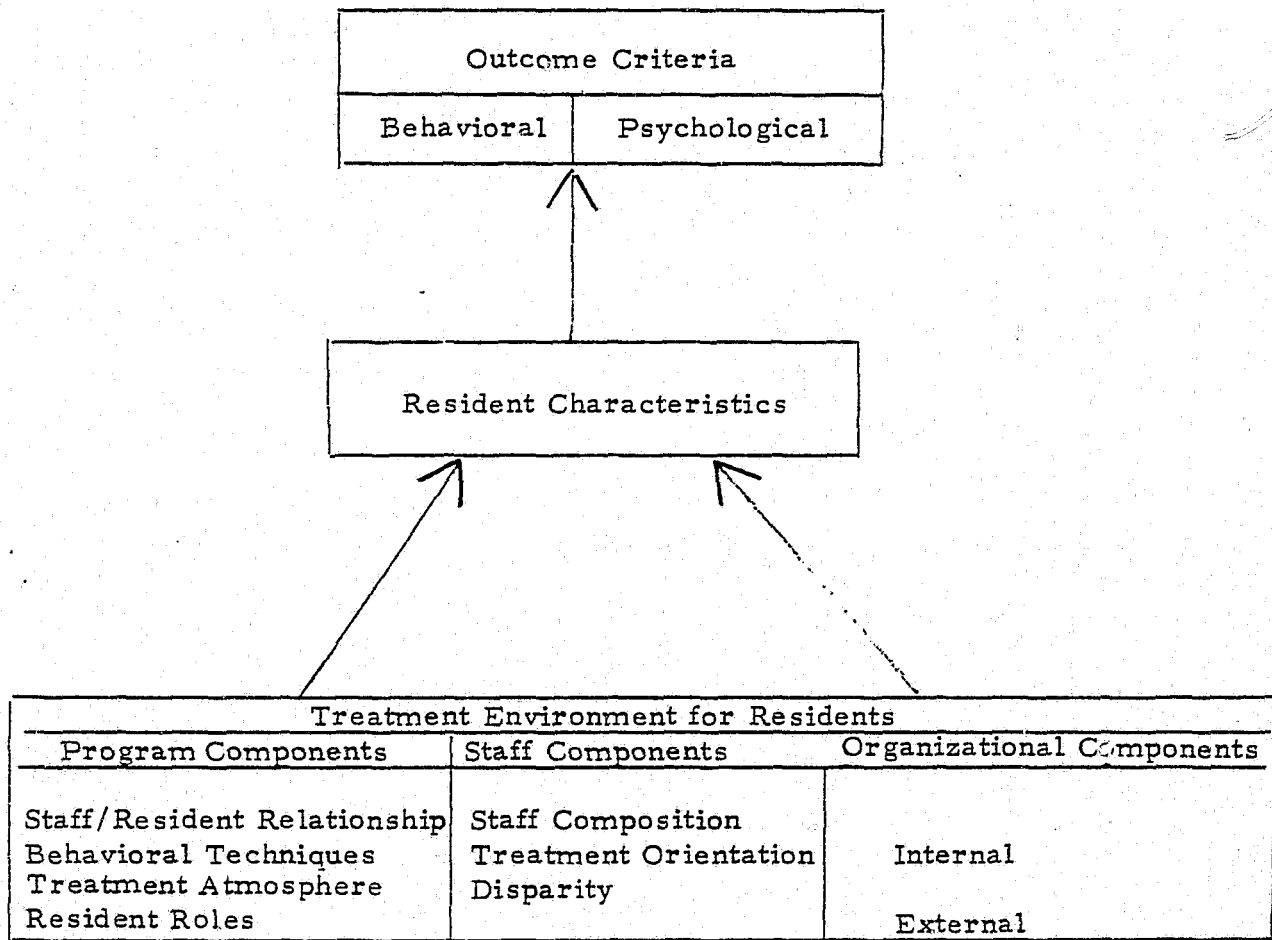 Outcome Criteria
Behavioral Psychological
Resident Characteristics
Treatment Environment for Residents
Program Components Staff Components Organizational Components
Staff/Resident Relationship Staff Composition
Behavioral Techniques Treatment Orientation Internal
Treatment Atmosphere Disparity
Resident Roles External